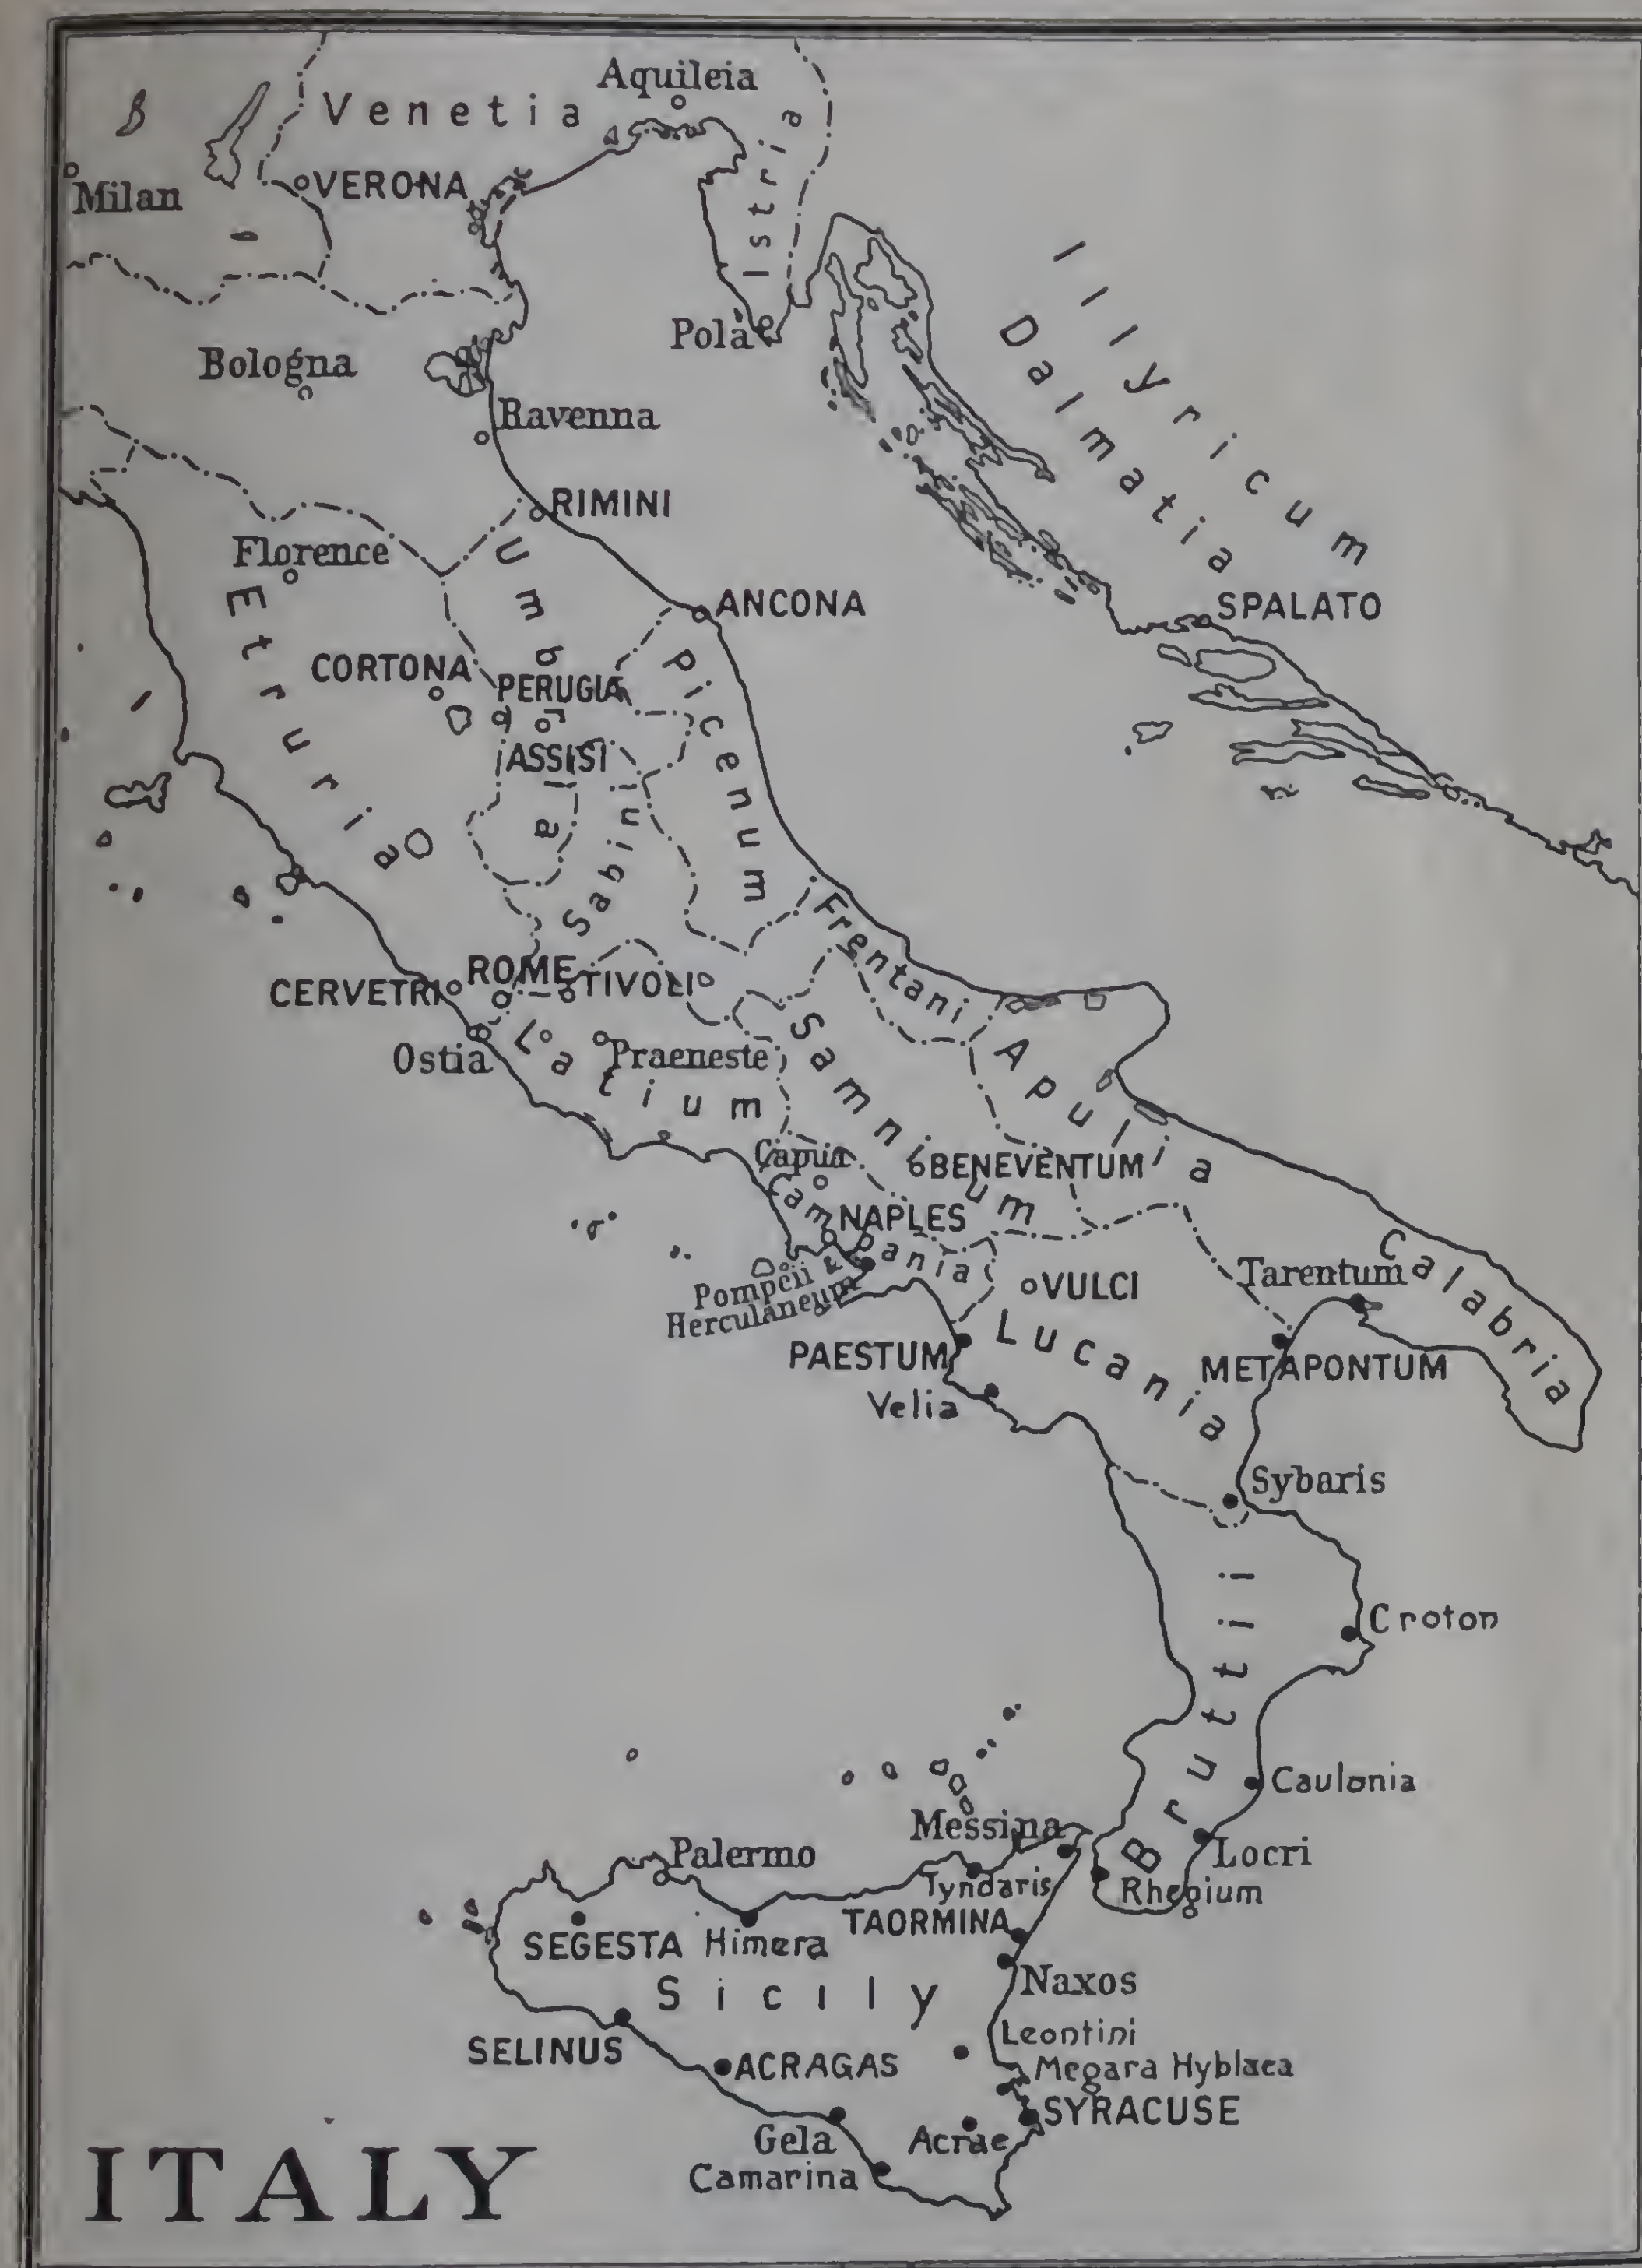 Aquileia
Venetia
Istria
Milan
VERONA
Illyricum
Dalmatia
Pola
Bologna
Ravenna
RIMINI
Florence
Umbria
Etruria
ANCONA
SPALATO
CORTONA
PERUGIA
Picenum
ASSISI
Sabini
Frentani
ROME
TIVOLI
CERVETRI
Ostia
Latium
Praeneste
Samnium
Apulia
Capua
BENEVENTUM
Campania
NAPLES
Pompeii &
Herculaneum
VULCI
Tarentum
Calabria
Lucania
PAESTUM
METAPONTUM
Velia
Sybaris
Bruttii
Croton
Caulonia
Messina
Locri
Palermo
Tyndaris
Rhegium
TAORMINA
SEGESTA
Himera
Naxos
Sicily
Leontini
SELINUS
ACRAGAS
Megara Hyblaea
SYRACUSE
Gela
Acrae
Camarina
ITALY